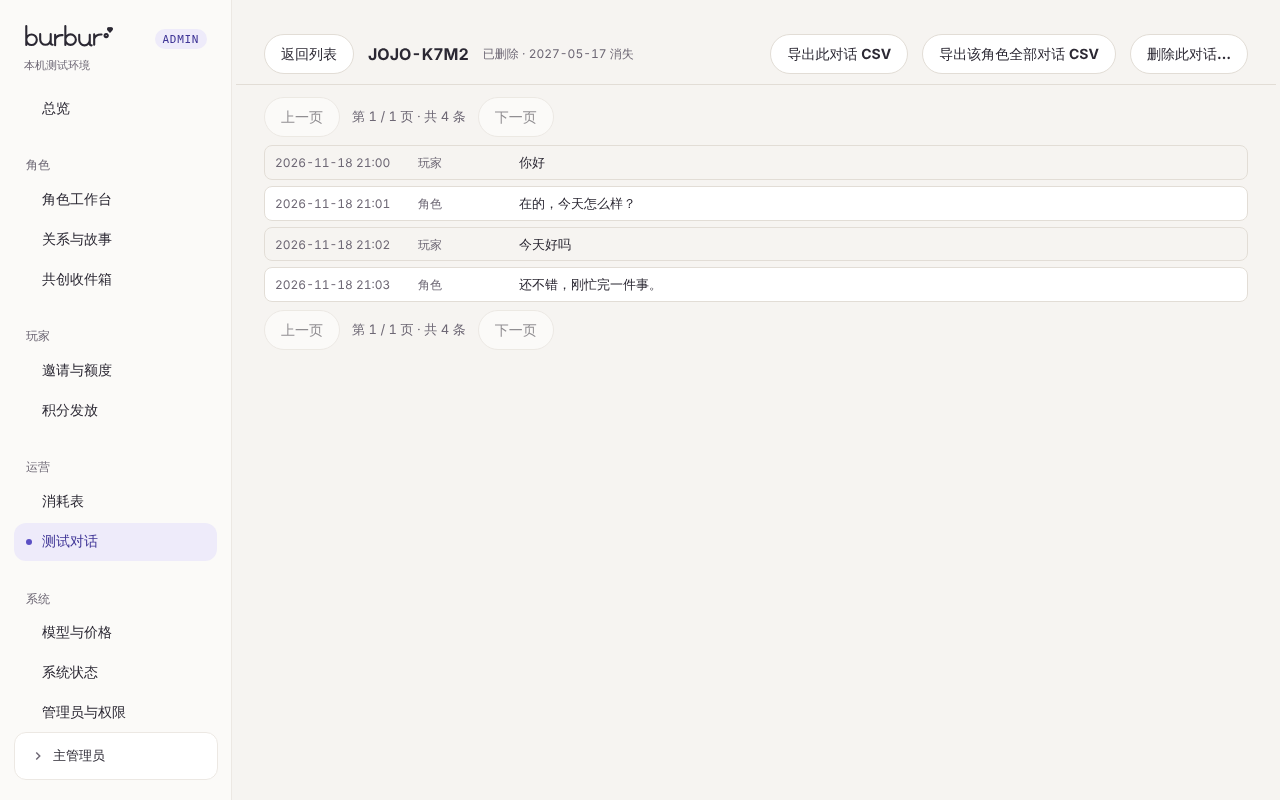 burbur
ADMIN
本机测试环境
总览
角色
角色工作台
关系与故事
共创收件箱
玩家
邀请与额度
积分发放
运营
消耗表
测试对话
系统
模型与价格
系统状态
管理员与权限
主管理员
返回列表 JOJO-K7M2 已删除 · 2027-05-17 消失 导出此对话 CSV 导出该角色全部对话 CSV 删除此对话...
上一页 第 1 / 1 页 · 共 4 条 下一页
2026-11-18 21:00 玩家 你好
2026-11-18 21:01 角色 在的，今天怎么样？
2026-11-18 21:02 玩家 今天好吗
2026-11-18 21:03 角色 还不错，刚忙完一件事。
上一页 第 1 / 1 页 · 共 4 条 下一页